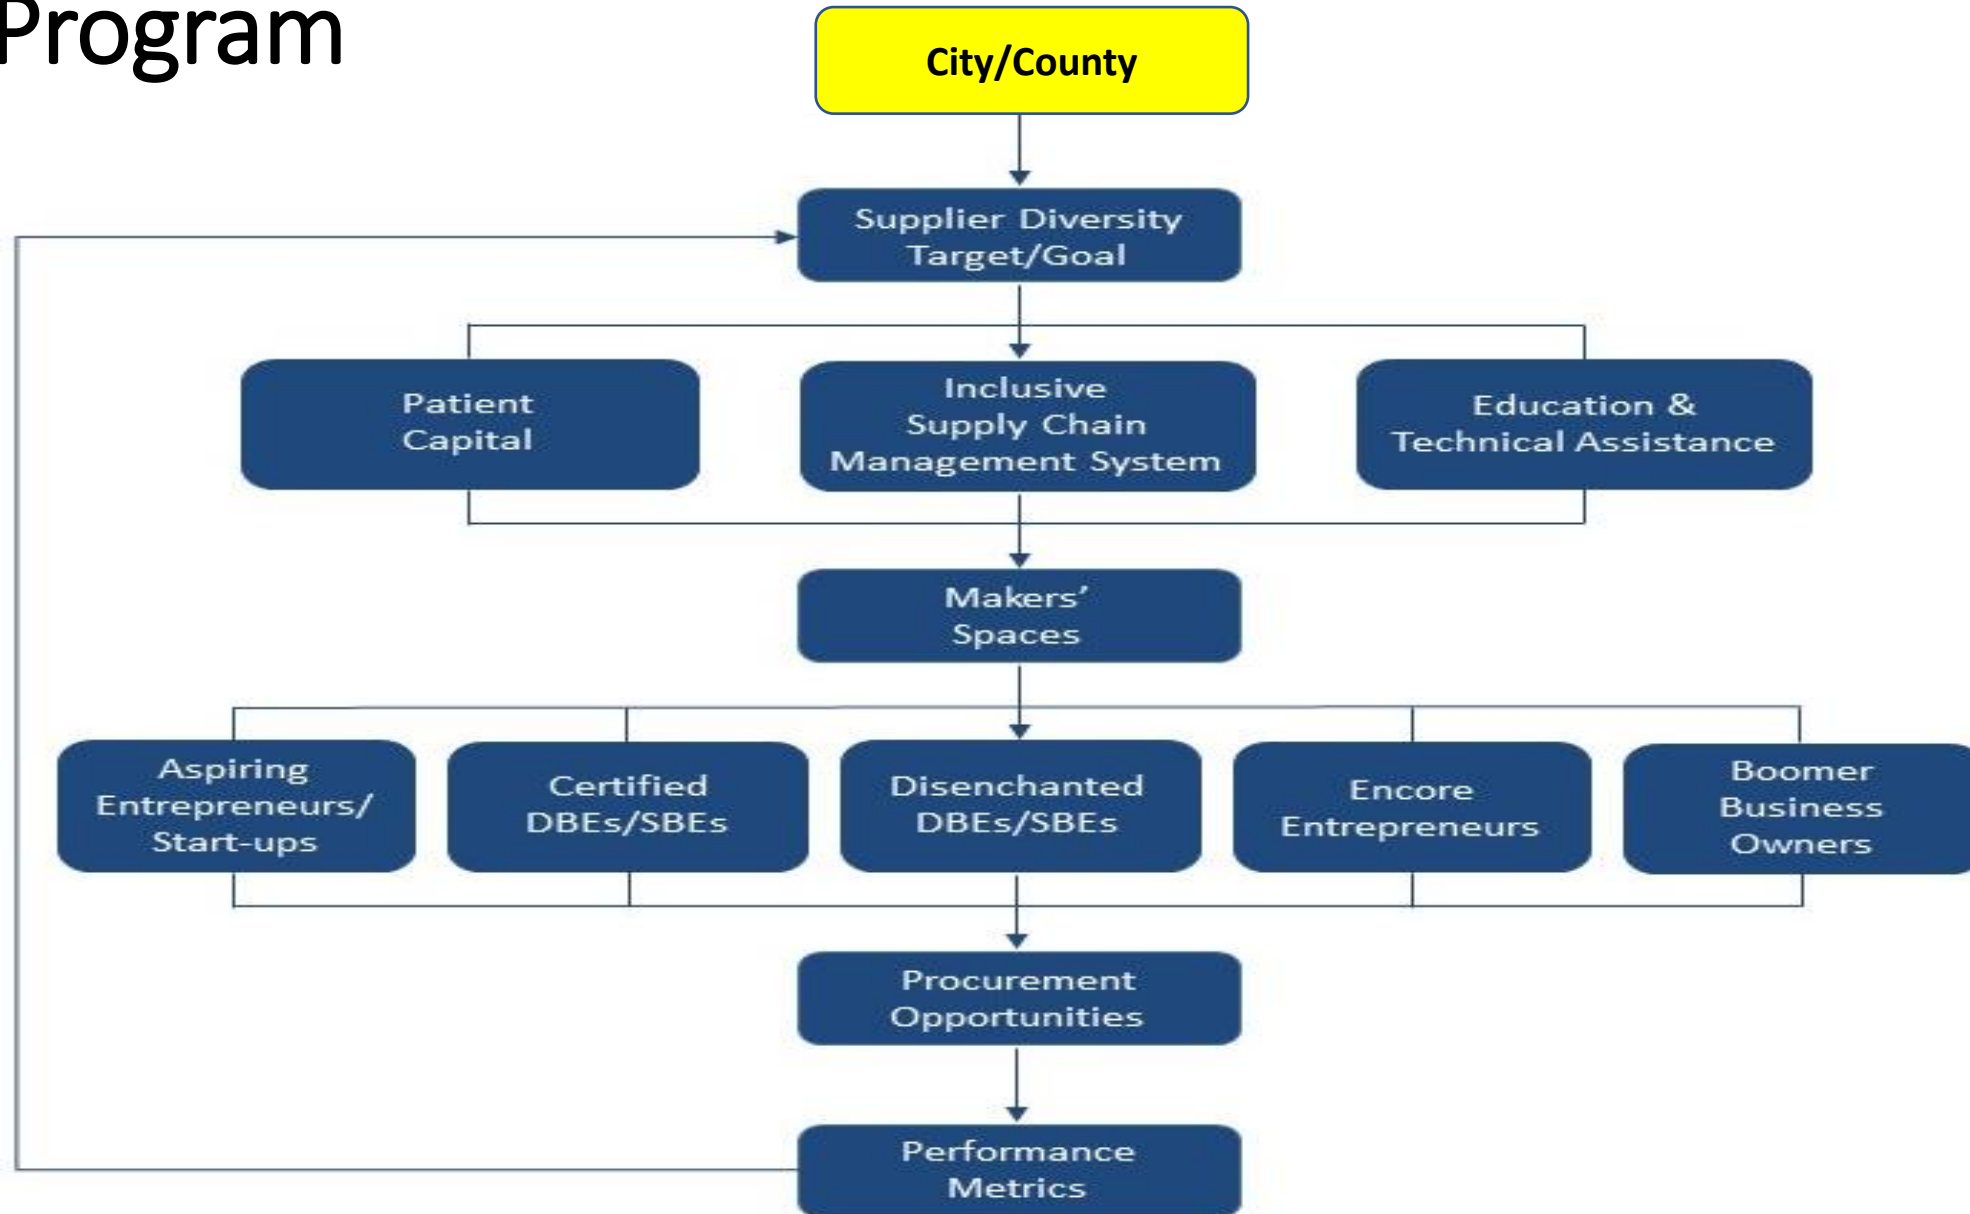 Program
City/County
Supplier Diversity
Target/Goal
Patient
Capital
Inclusive
Supply Chain
Management System
Education &
Technical Assistance
Makers’
Spaces
Aspiring
Entrepreneurs/
Start-ups
Certified
DBEs/SBEs
Disenchanted
DBEs/SBEs
Encore
Entrepreneurs
Boomer
Business
Owners
Procurement
Opportunities
Performance
Metrics